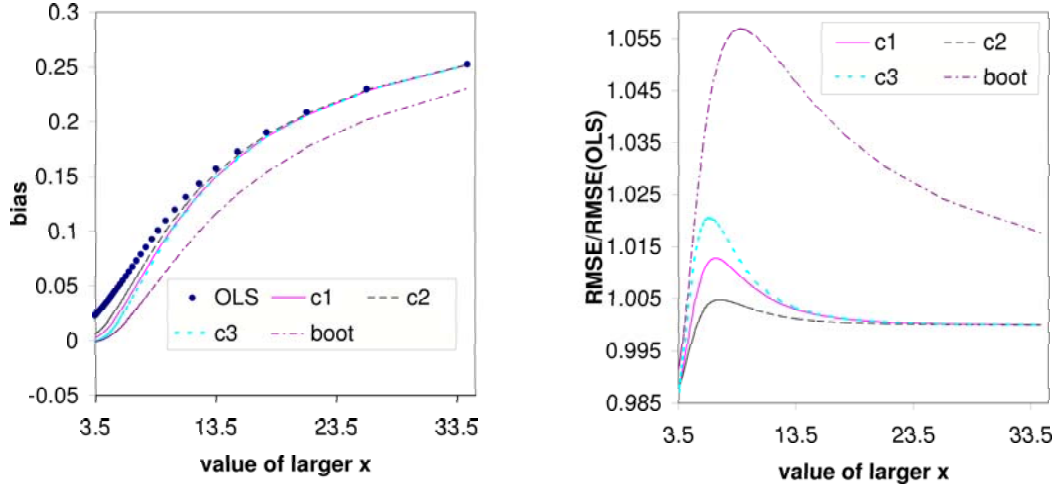 0.3
0.25
0.2
0.15
0.1
0.05
0
-0.05
bias
OLS c1 c2
c3 boot
3.5 13.5 23.5 33.5
value of larger x
1.055
1.045
1.035
1.025
1.015
1.005
0.995
0.985
RMSE/RMSE(OLS)
c1 c2
c3 boot
3.5 13.5 23.5 33.5
value of larger x